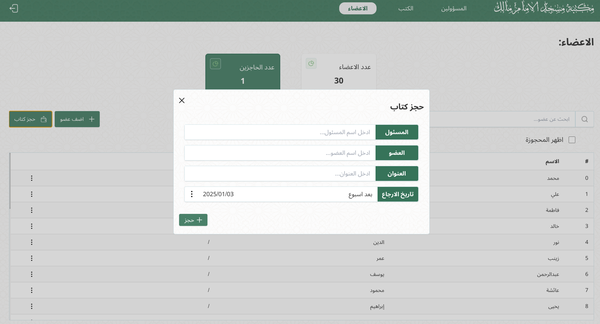 مكتبة مسجد الامام مالك
المسؤولين
الكتب
الاعضاء
الاعضاء:
عدد الاعضاء
30
عدد الحاجزين
1
ابحث عن عضو...
اضف عضو
حجز كتاب
اظهر المحجوزة
حجز كتاب
المسئول
ادخل اسم المسئول...
العضو
ادخل اسم العضو...
العنوان
ادخل العنوان...
تاريخ الارجاع
بعد اسبوع
2025/01/03
حجز
# الاسم
0 محمد
1 علي
2 فاطمة
3 خالد
4 نور الدين /
5 زينب عمر /
6 عبدالرحمن يوسف /
7 عائشة محمود /
8 يحيى إبراهيم /